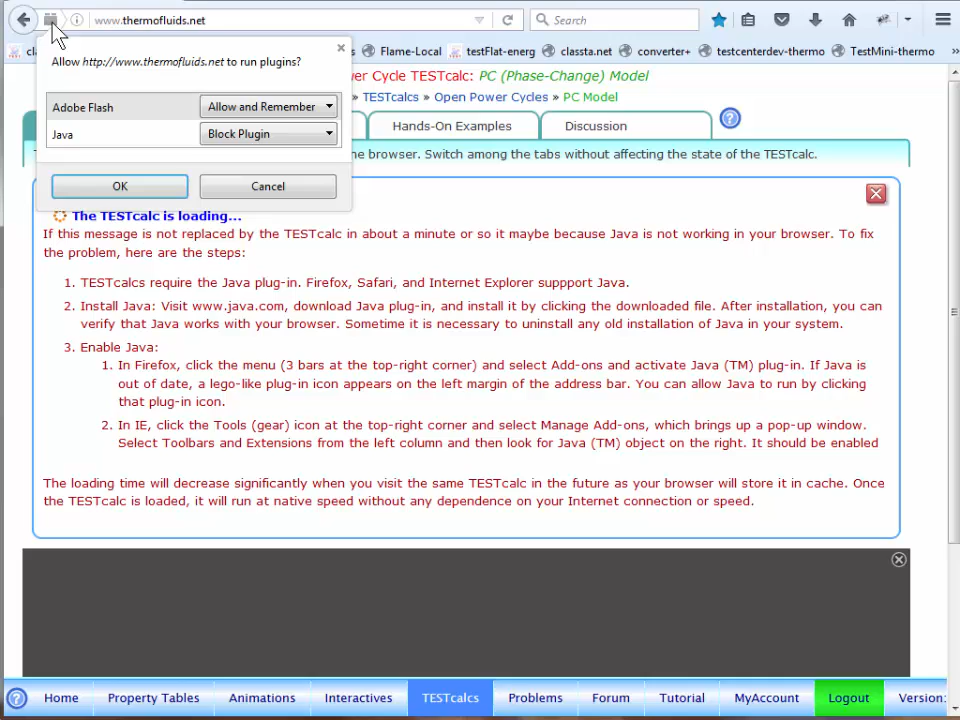 www.thermofluids.net
Search
cla
s
Flame-Local
testFlat-energ
classta.net
converter+
testcenterdev-thermo
TestMini-thermo
»
Allow http://www.thermofluids.net to run plugins?
Adobe Flash
Allow and Remember
Java
Block Plugin
OK
Cancel
er Cycle TESTcalc: PC (Phase-Change) Model
» TESTcalcs » Open Power Cycles » PC Model
Hands-On Examples
Discussion
?
the browser. Switch among the tabs without affecting the state of the TESTcalc.
The TESTcalc is loading...
If this message is not replaced by the TESTcalc in about a minute or so it maybe because Java is not working in your browser. To fix
the problem, here are the steps:
1. TESTcalcs require the Java plug-in. Firefox, Safari, and Internet Explorer suppport Java.
2. Install Java: Visit www.java.com, download Java plug-in, and install it by clicking the downloaded file. After installation, you can
verify that Java works with your browser. Sometime it is necessary to uninstall any old installation of Java in your system.
3. Enable Java:
1. In Firefox, click the menu (3 bars at the top-right corner) and select Add-ons and activate Java (TM) plug-in. If Java is
out of date, a lego-like plug-in icon appears on the left margin of the address bar. You can allow Java to run by clicking
that plug-in icon.
2. In IE, click the Tools (gear) icon at the top-right corner and select Manage Add-ons, which brings up a pop-up window.
Select Toolbars and Extensions from the left column and then look for Java (TM) object on the right. It should be enabled
The loading time will decrease significantly when you visit the same TESTcalc in the future as your browser will store it in cache. Once
the TESTcalc is loaded, it will run at native speed without any dependence on your Internet connection or speed.
? Home Property Tables Animations Interactives TESTcalcs Problems Forum Tutorial MyAccount Logout Version: